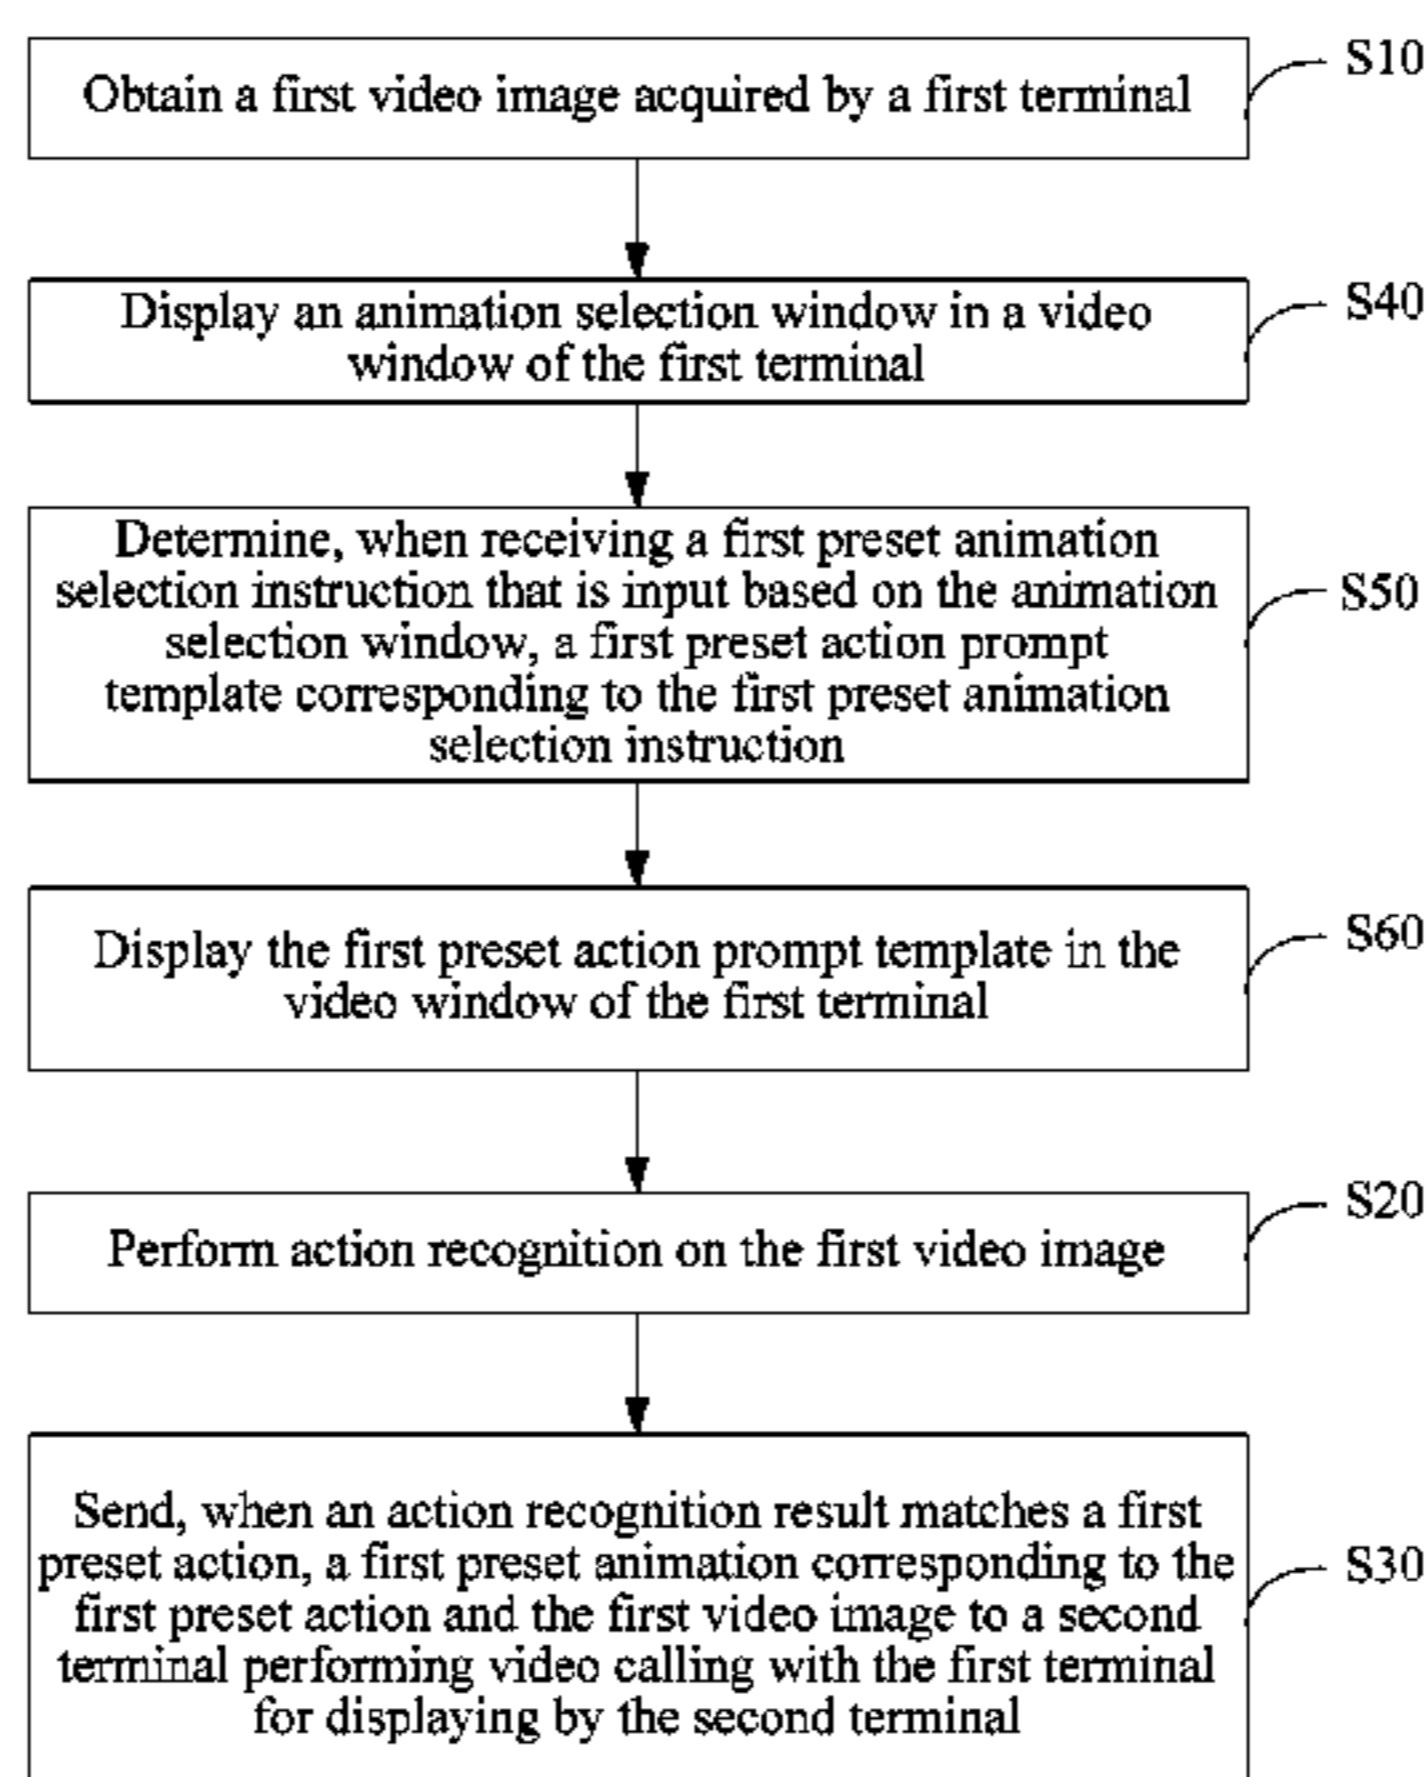 Obtain a first video image acquired by a first terminal
S10
Display an animation selection window in a video
window of the first terminal
S40
Determine, when receiving a first preset animation
selection instruction that is input based on the animation
selection window, a first preset action prompt
template corresponding to the first preset animation
selection instruction
S50
Display the first preset action prompt template in the
video window of the first terminal
S60
Perform action recognition on the first video image
S20
Send, when an action recognition result matches a first
preset action, a first preset animation corresponding to the
first preset action and the first video image to a second
terminal performing video calling with the first terminal
for displaying by the second terminal
S30